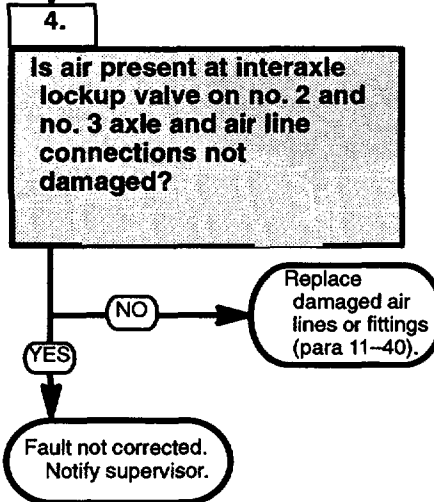 4.
Is air present at interaxle
lockup valve on no. 2 and
no. 3 axle and air line
connections not
damaged?
NO
Replace
damaged air
lines or fittings
(para 11–40).
YES
Fault not corrected.
Notify supervisor.